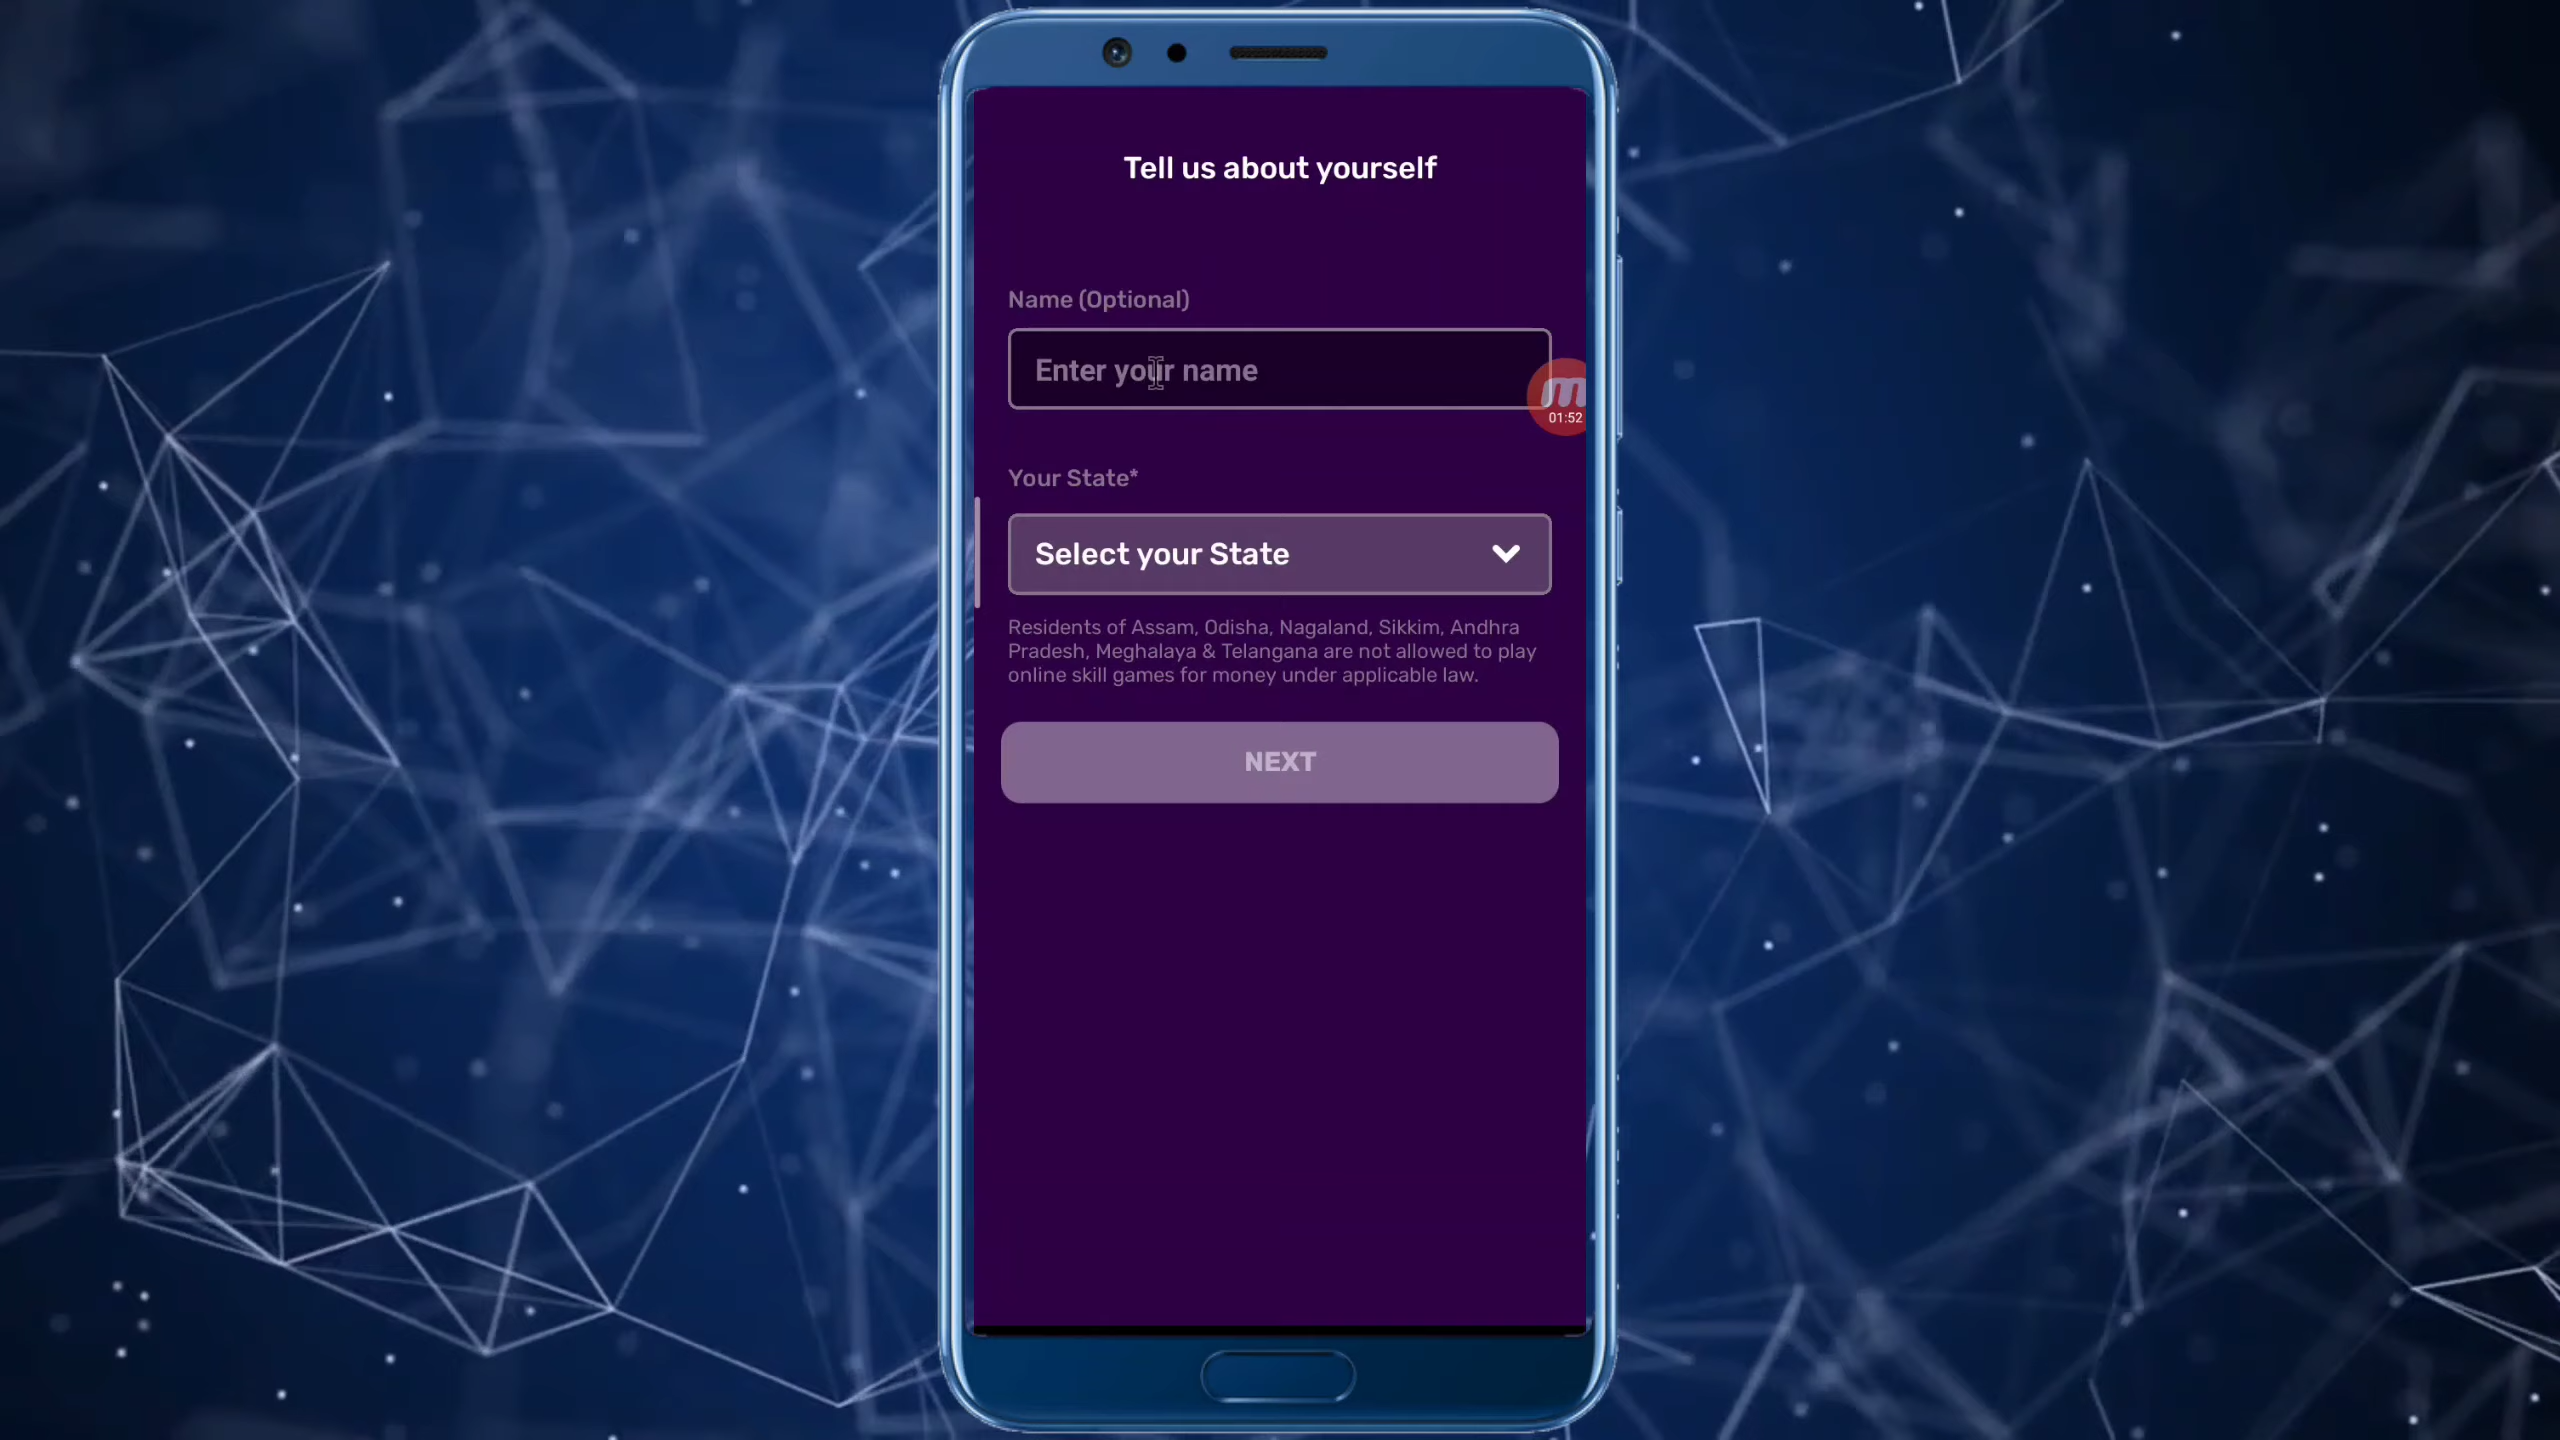 Tell us about yourself
Name (Optional)
Enter your name
m
01:52
Your State*
Select your State
Residents of Assam, Odisha, Nagaland, Sikkim, Andhra
Pradesh, Meghalaya & Telangana are not allowed to play
online skill games for money under applicable law.
NEXT